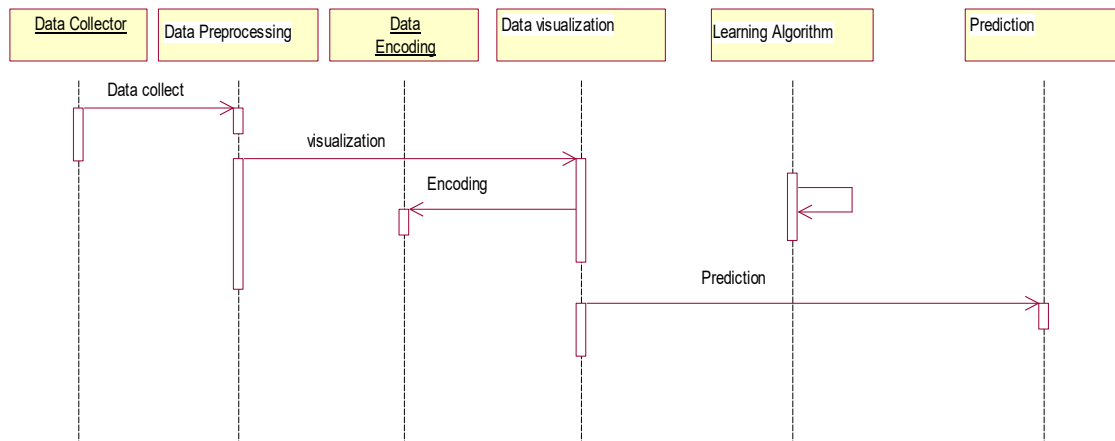 Data Collector
Data Preprocessing
Data
Encoding
Data visualization
Learning Algorithm
Prediction
Data collect
visualization
Encoding
Prediction